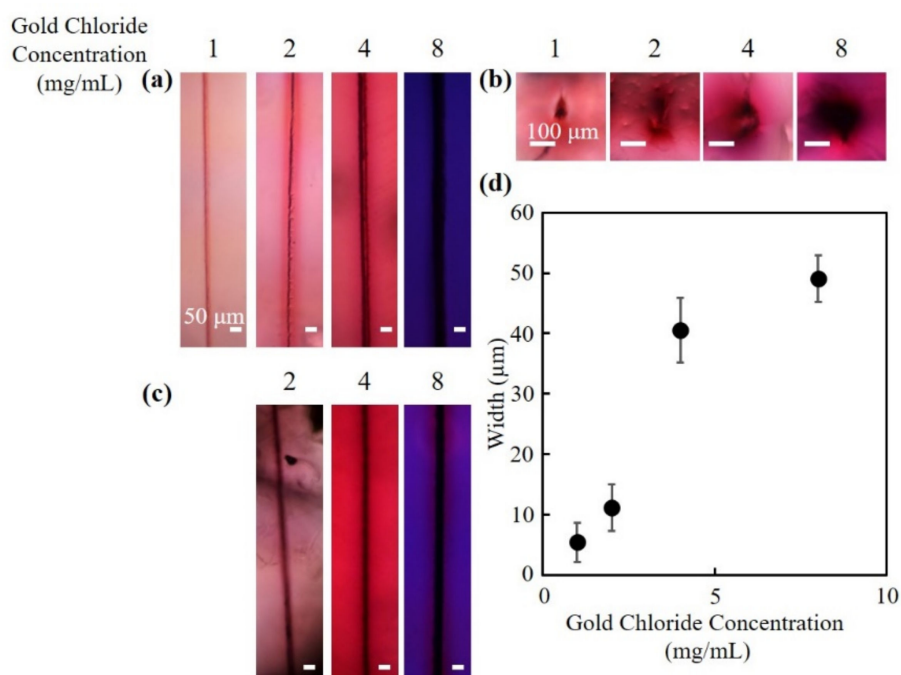 Gold Chloride
Concentration
(mg/mL)
1 2 4 8
(a)
50 μm
(b)
1 2 4 8
100 μm
(c)
2 4 8
(d)
60
50
40
30
20
10
0
Width (μm)
0 5 10
Gold Chloride Concentration
(mg/mL)